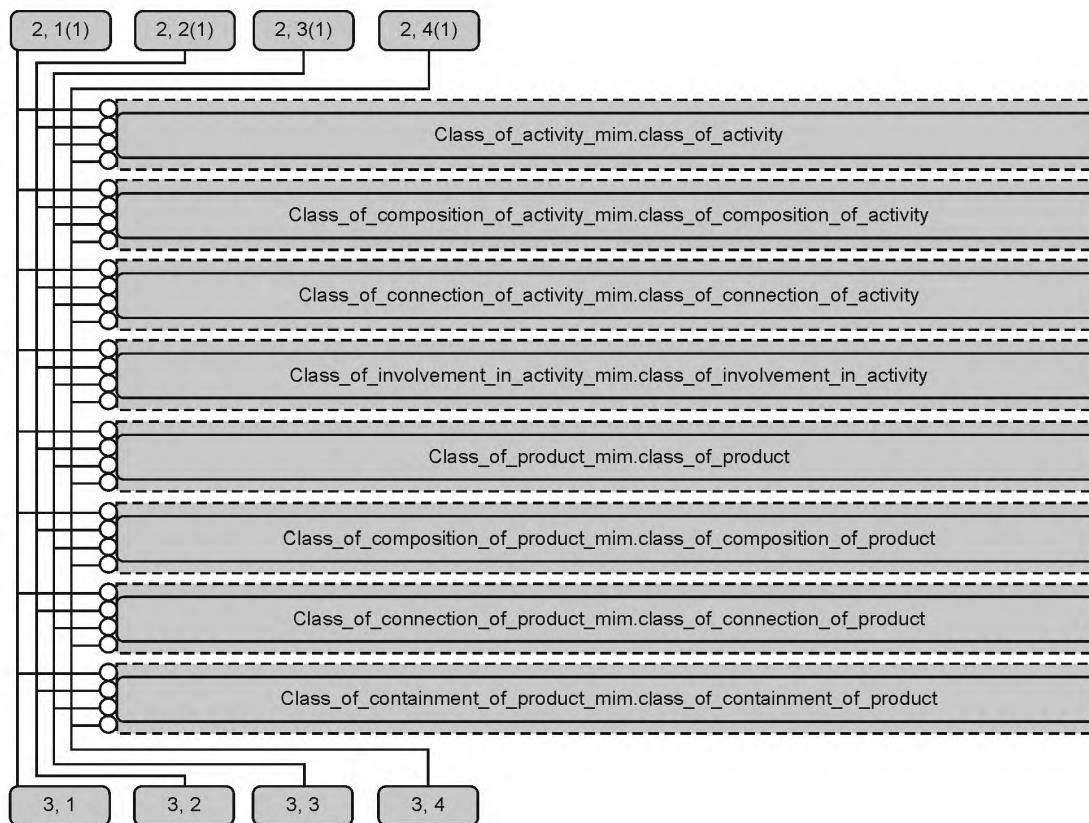 2, 1(1) 2, 2(1) 2, 3(1) 2, 4(1)
Class_of_activity_mim.class_of_activity
Class_of_composition_of_activity_mim.class_of_composition_of_activity
Class_of_connection_of_activity_mim.class_of_connection_of_activity
Class_of_involvement_in_activity_mim.class_of_involvement_in_activity
Class_of_product_mim.class_of_product
Class_of_composition_of_product_mim.class_of_composition_of_product
Class_of_connection_of_product_mim.class_of_connection_of_product
Class_of_containment_of_product_mim.class_of_containment_of_product
3, 1 3, 2 3, 3 3, 4